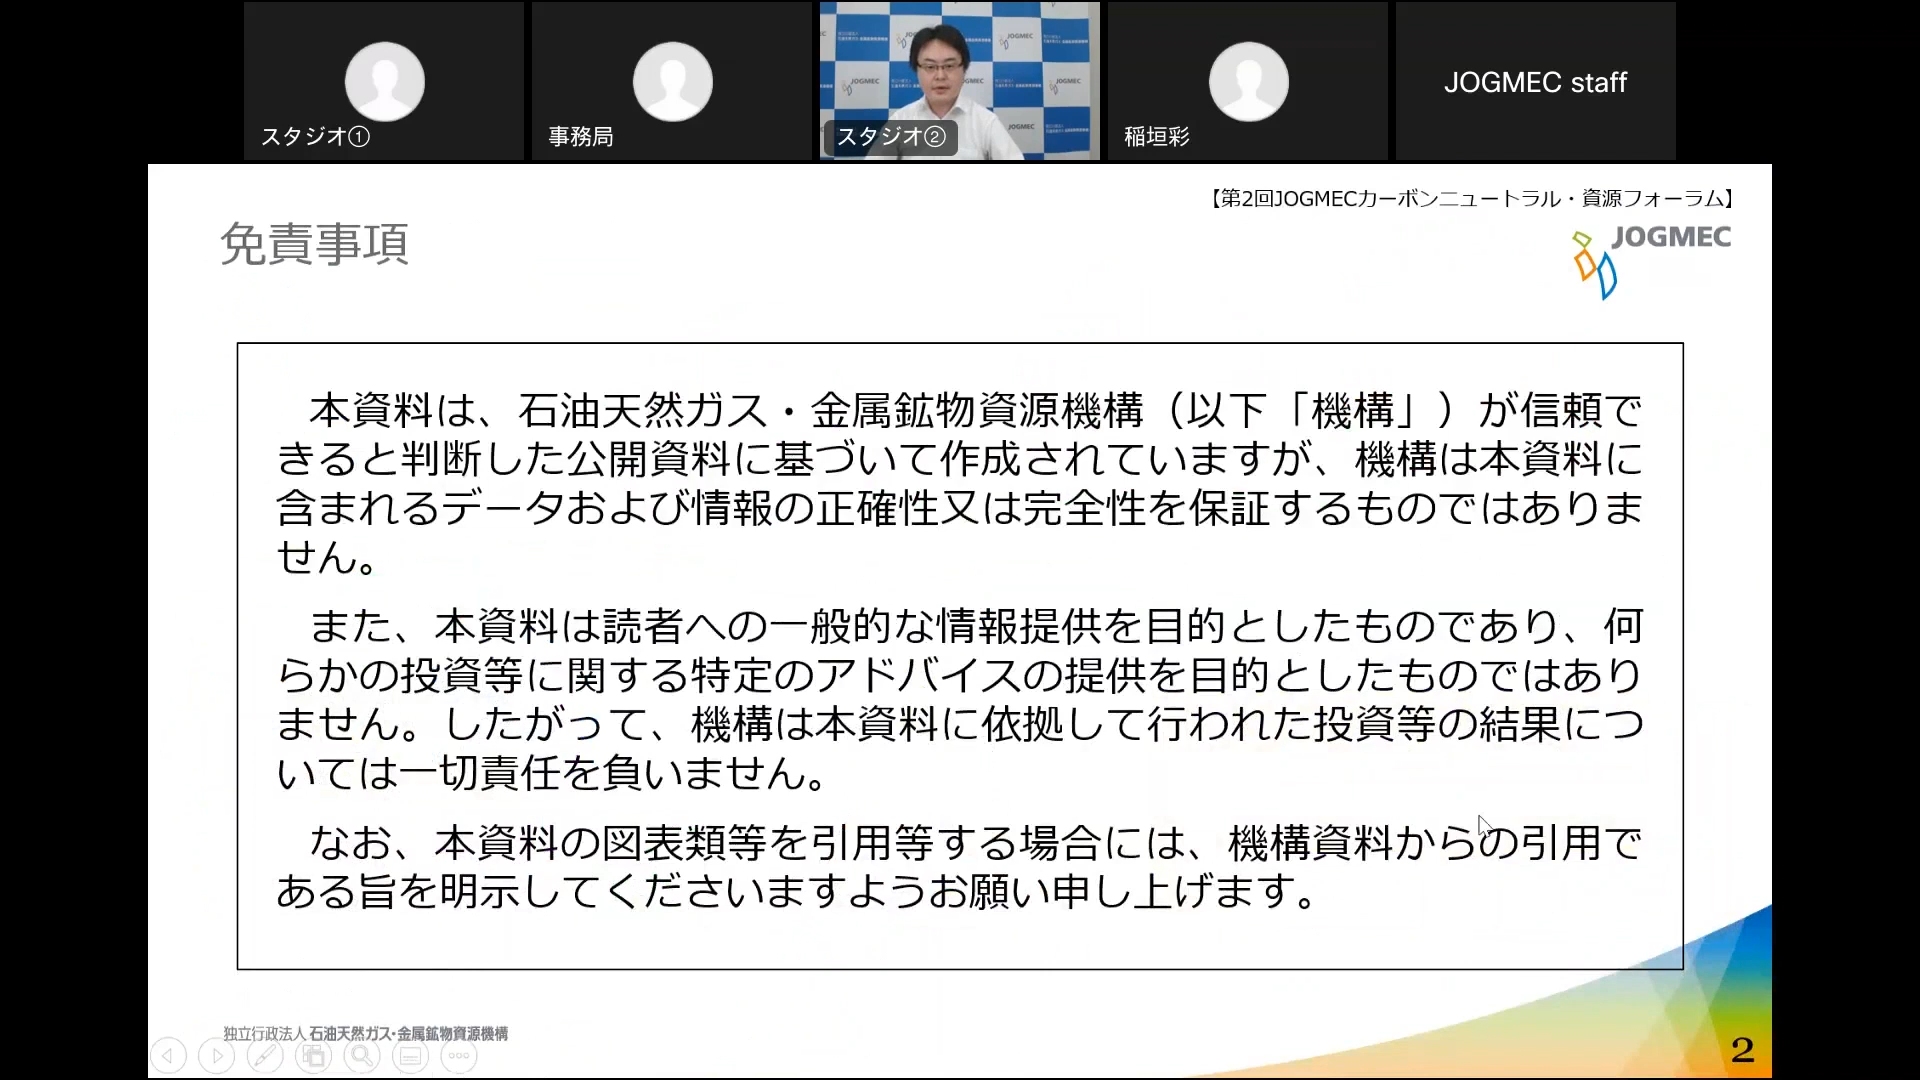 スタジオ①
事務局
スタジオ②
稲垣彩
JOGMEC staff
【第2回JOGMECカーボンニュートラル・資源フォーラム】
免責事項
JOGMEC
本資料は、石油天然ガス・金属鉱物資源機構（以下「機構」）が信頼で
きると判断した公開資料に基づいて作成されていますが、機構は本資料に
含まれるデータおよび情報の正確性又は完全性を保証するものではありま
せん。
また、本資料は読者への一般的な情報提供を目的としたものであり、何
らかの投資等に関する特定のアドバイスの提供を目的としたものではあり
ません。したがって、機構は本資料に依拠して行われた投資等の結果につ
いては一切責任を負いません。
なお、本資料の図表類等を引用等する場合には、機構資料からの引用で
ある旨を明示してくださいますようお願い申し上げます。
独立行政法人 石油天然ガス・金属鉱物資源機構
2